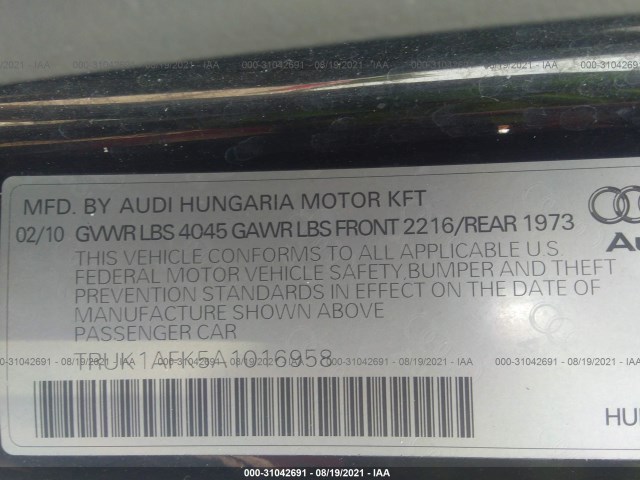 000-31042691 - 08/19/2021 - IAA
MFD. BY AUDI HUNGARIA MOTOR KFT
02/10 GVWR LBS 4045 GAWR LBS FRONT 2216/REAR 1973
THIS VEHICLE CONFORMS TO ALL APPLICABLE U.S.
FEDERAL MOTOR VEHICLE SAFETY,BUMPER AND THEFT
PREVENTION STANDARDS IN EFFECT ON THE DATE OF
MANUFACTURE SHOWN ABOVE
PASSENGER CAR
TRUK1AFK5A1016958
000-31042691 - 08/19/2021 - IAA
000-31042691 - 08/19/2021 - IAA